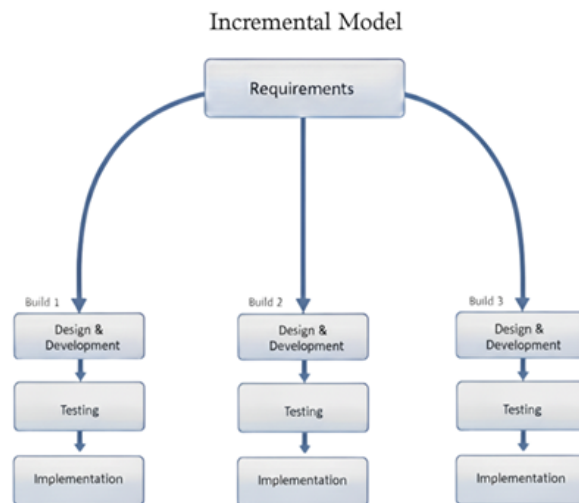 Incremental Model
Requirements
Build 1
Design &
Development
Testing
Implementation
Build 2
Design &
Development
Testing
Implementation
Build 3
Design &
Development
Testing
Implementation